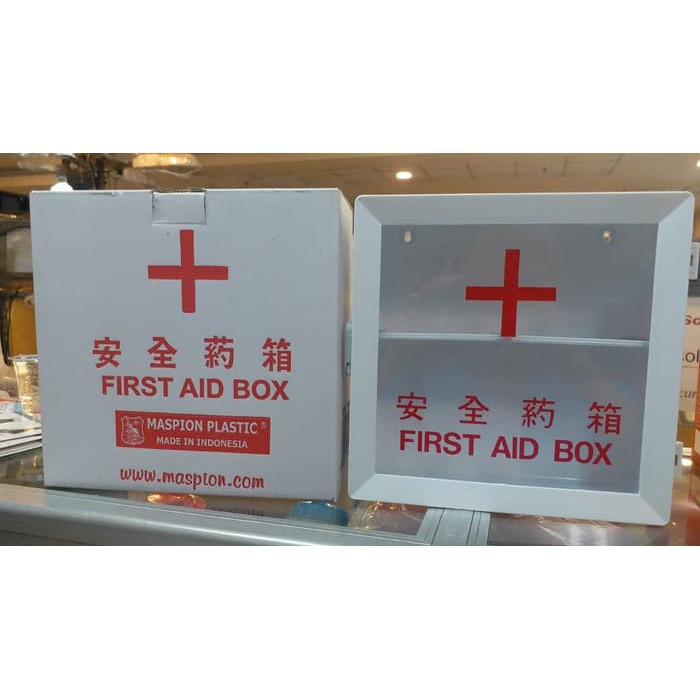 安全葯箱
FIRST AID BOX
MASPION PLASTIC®
MADE IN INDONESIA
www.maspion.com
安全葯箱
FIRST AID BOX